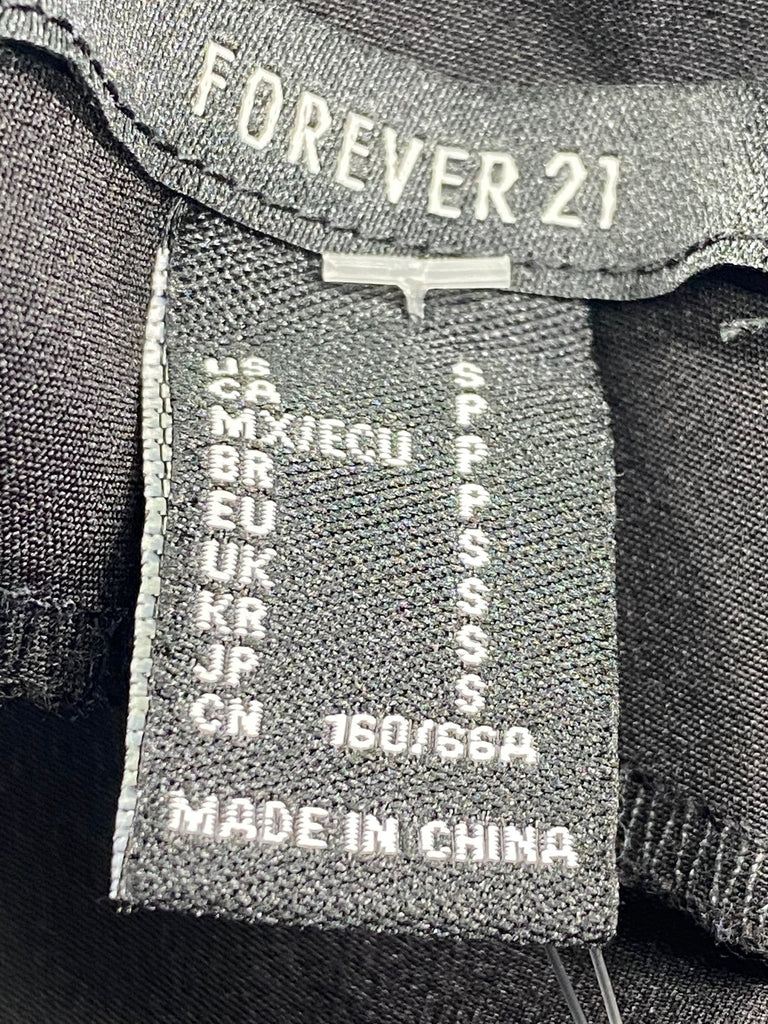 FOREVER 21
US S
CA P
MX/ECU P
BR P
EU S
UK S
KR S
JP S
CN 160/66A
MADE IN CHINA